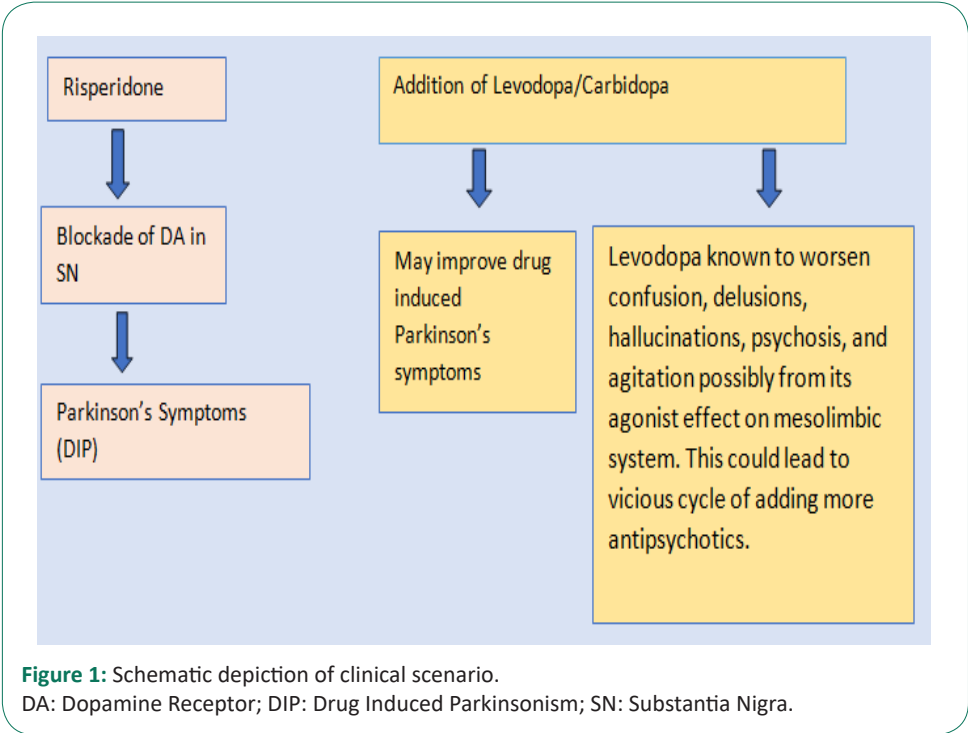 Risperidone
Blockade of DA in
SN
Parkinson's Symptoms
(DIP)
Addition of Levodopa/Carbidopa
May improve drug
induced
Parkinson's
symptoms
Levodopa known to worsen
confusion, delusions,
hallucinations, psychosis, and
agitation possibly from its
agonist effect on mesolimbic
system. This could lead to
vicious cycle of adding more
antipsychotics.
Figure 1: Schematic depiction of clinical scenario.
DA: Dopamine Receptor; DIP: Drug Induced Parkinsonism; SN: Substantia Nigra.